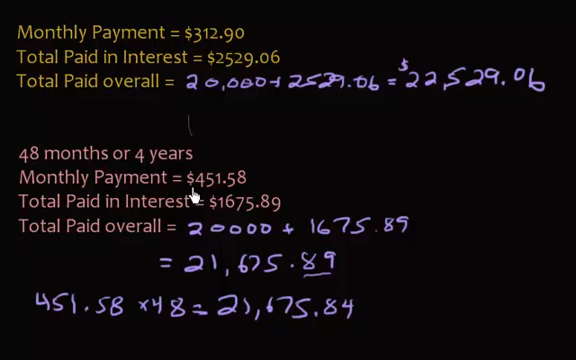 Monthly Payment = $312.90
Total Paid in Interest = $2529.06
Total Paid overall = 20,000+2529.06 = $22,529.06
48 months or 4 years
Monthly Payment = $451.58
Total Paid in Interest = $1675.89
Total Paid overall = 20000 + 1675.89
= 21,675.89
451.58 ×48 = 21,675.84